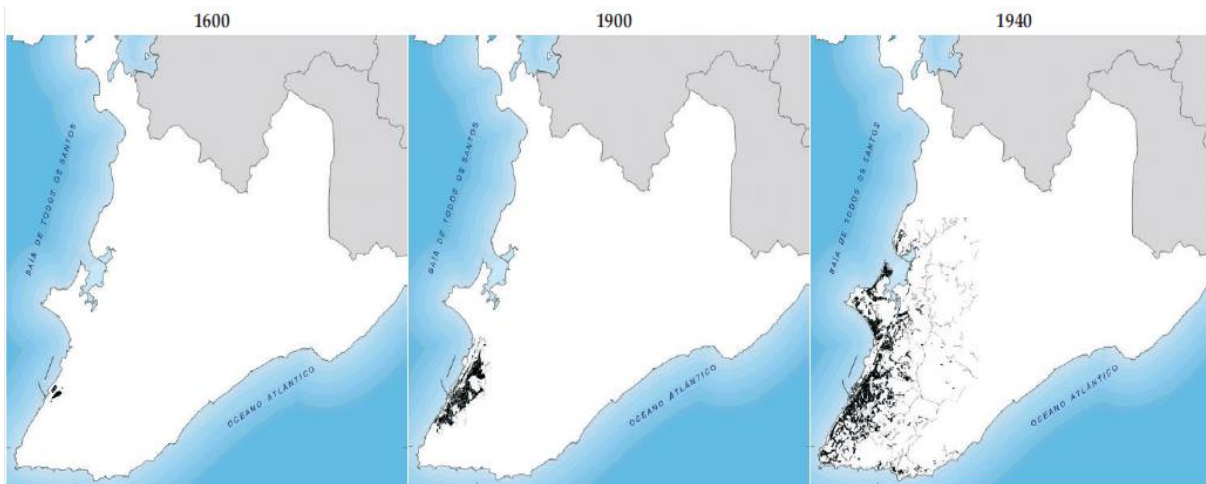 1600
1900
1940
BAÍA DE TODOS OS SANTOS
BAÍA DE TODOS OS SANTOS
BAÍA DE TODOS OS SANTOS
OCEANO ATLÂNTICO
OCEANO ATLÂNTICO
OCEANO ATLÂNTICO